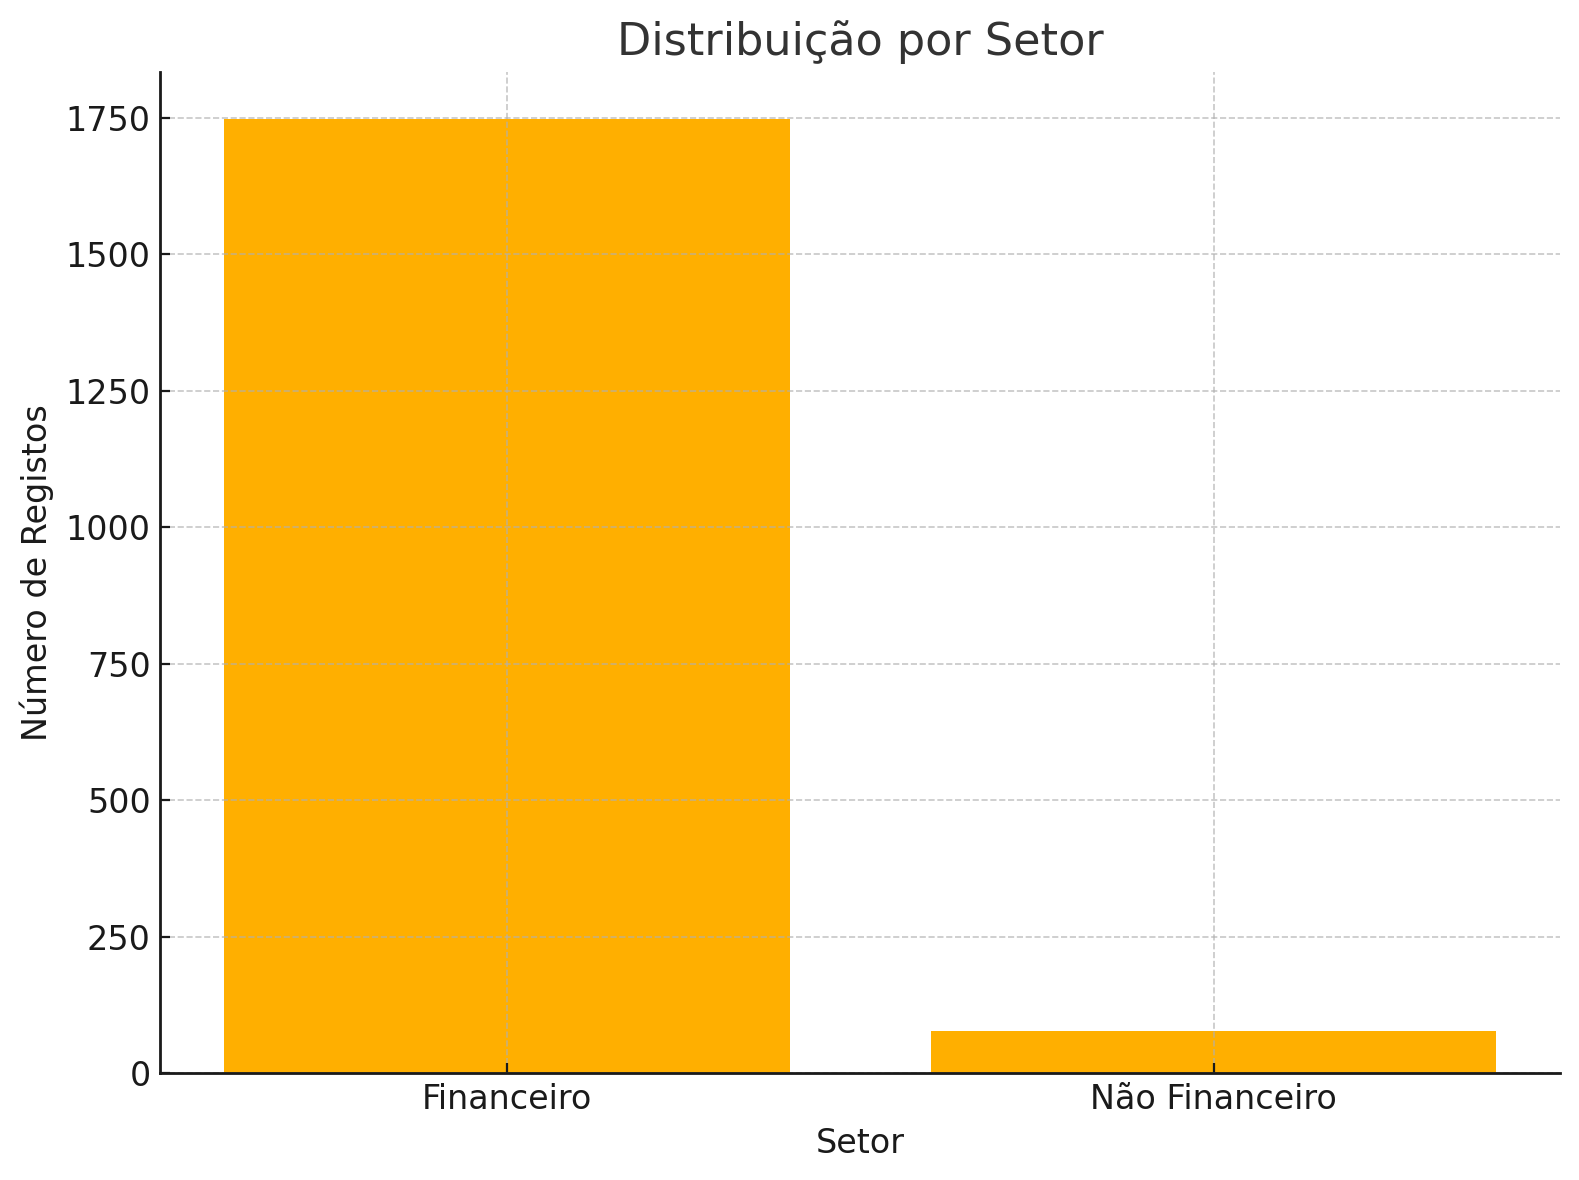 Distribuição por Setor
Número de Registos
1750
1500
1250
1000
750
500
250
0
Financeiro
Não Financeiro
Setor